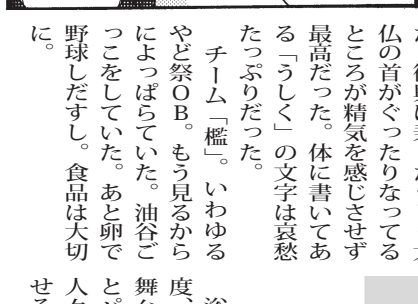 仏の首がぐったりなってる
ところが精気を感じさせず
最高だった。体に書いてあ
る「うしく」の文字は哀愁
たっぷりだった。
チーム「檻」。いわゆる
やど祭OB。もう見るから
によっぱらていた。油谷ご
っこをしていた。あと卵で
野球しだすし。食品は大切
に。
度、
舞
と
人
せ